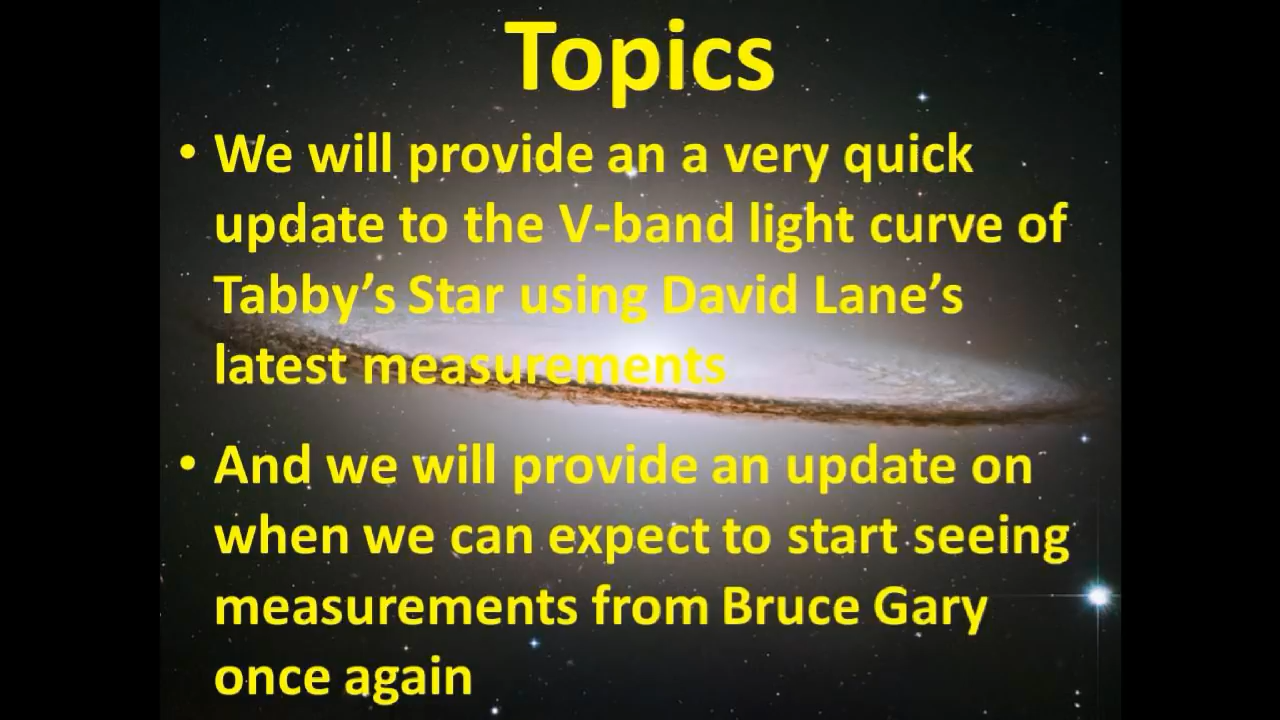 Topics
• We will provide an a very quick
update to the V-band light curve of
Tabby’s Star using David Lane’s
latest measurements
• And we will provide an update on
when we can expect to start seeing
measurements from Bruce Gary
once again